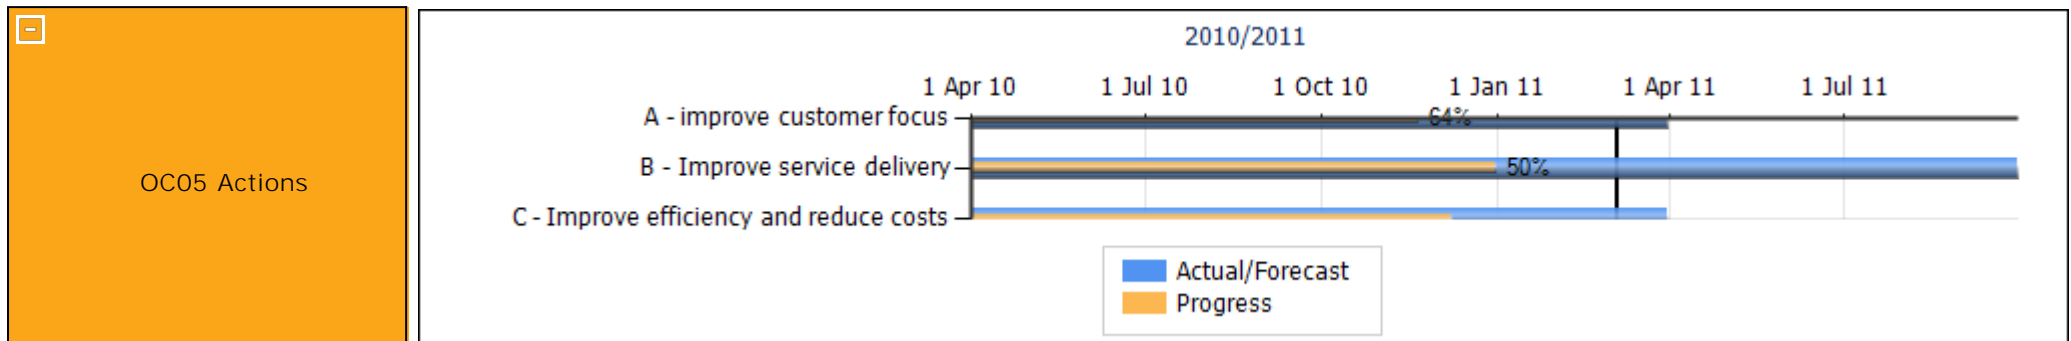 OC05 Actions
2010/2011
1 Apr 10
1 Jul 10
1 Oct 10
1 Jan 11
1 Apr 11
1 Jul 11
A - improve customer focus
64%
B - Improve service delivery
50%
C - Improve efficiency and reduce costs
Actual/Forecast
Progress